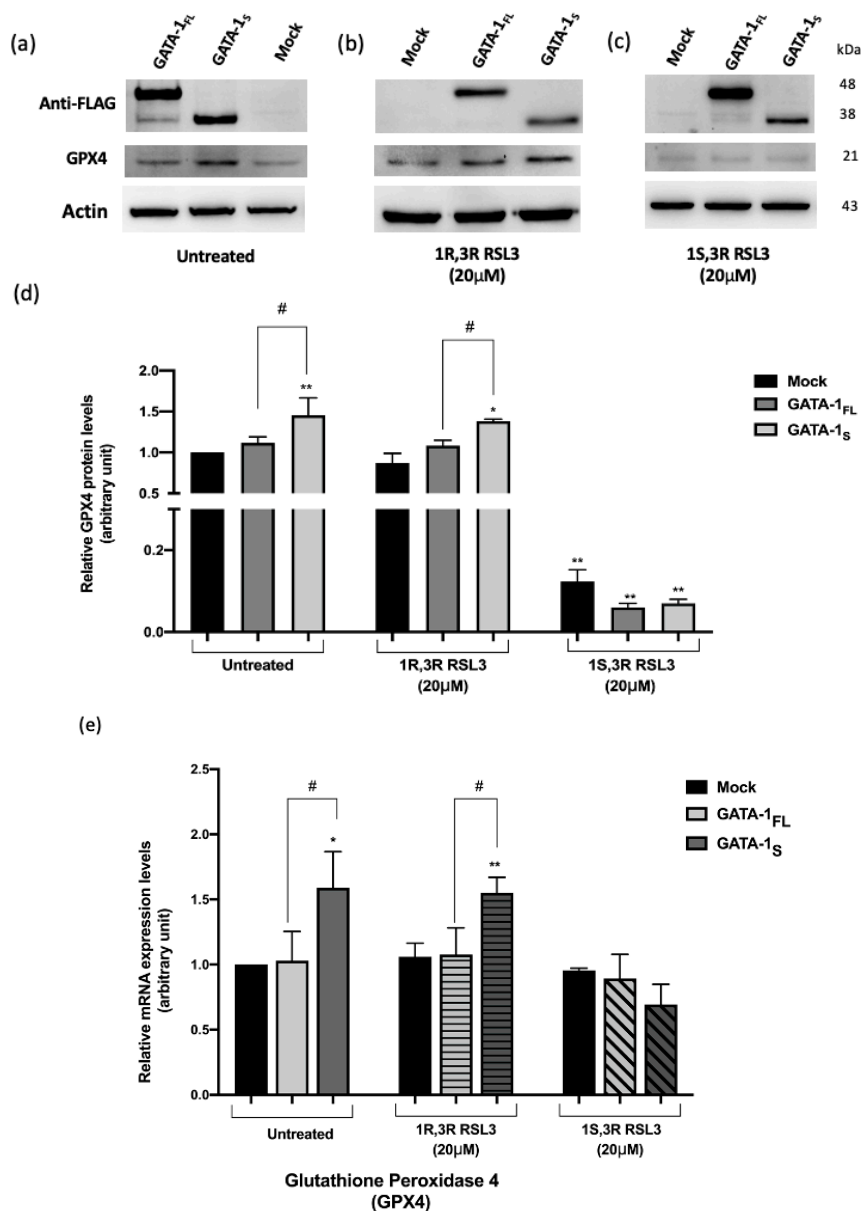 (a)
(b)
(c)
GATA-1FL
GATA-1S
Mock
Mock
GATA-1FL
GATA-1S
Mock
GATA-1FL
GATA-1S
kDa
Anti-FLAG
48
38
GPX4
21
Actin
43
Untreated
1R,3R RSL3
(20μM)
1S,3R RSL3
(20μM)
(d)
Relative GPX4 protein levels
(arbitrary unit)
2.0
1.5
1.0
0.5
0.2
0.0
#
**
#
*
**
**
**
Mock
GATA-1FL
GATA-1S
Untreated
1R,3R RSL3
(20μM)
1S,3R RSL3
(20μM)
(e)
Relative mRNA expression levels
(arbitrary unit)
2.5
2.0
1.5
1.0
0.5
0.0
#
*
#
**
Mock
GATA-1FL
GATA-1S
Untreated
1R,3R RSL3
(20μM)
1S,3R RSL3
(20μM)
Glutathione Peroxidase 4
(GPX4)